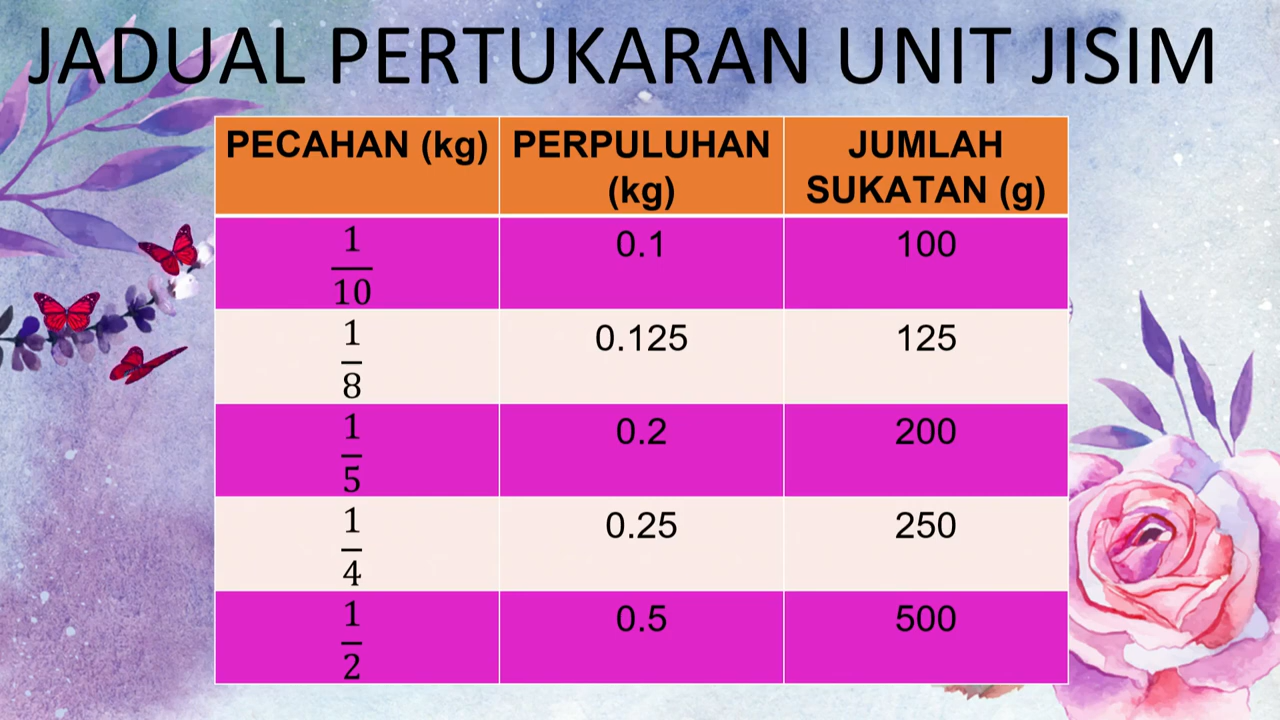 JADUAL PERTUKARAN UNIT JISIM
PECAHAN (kg) PERPULUHAN (kg) JUMLAH SUKATAN (g)
1/10 0.1 100
1/8 0.125 125
1/5 0.2 200
1/4 0.25 250
1/2 0.5 500